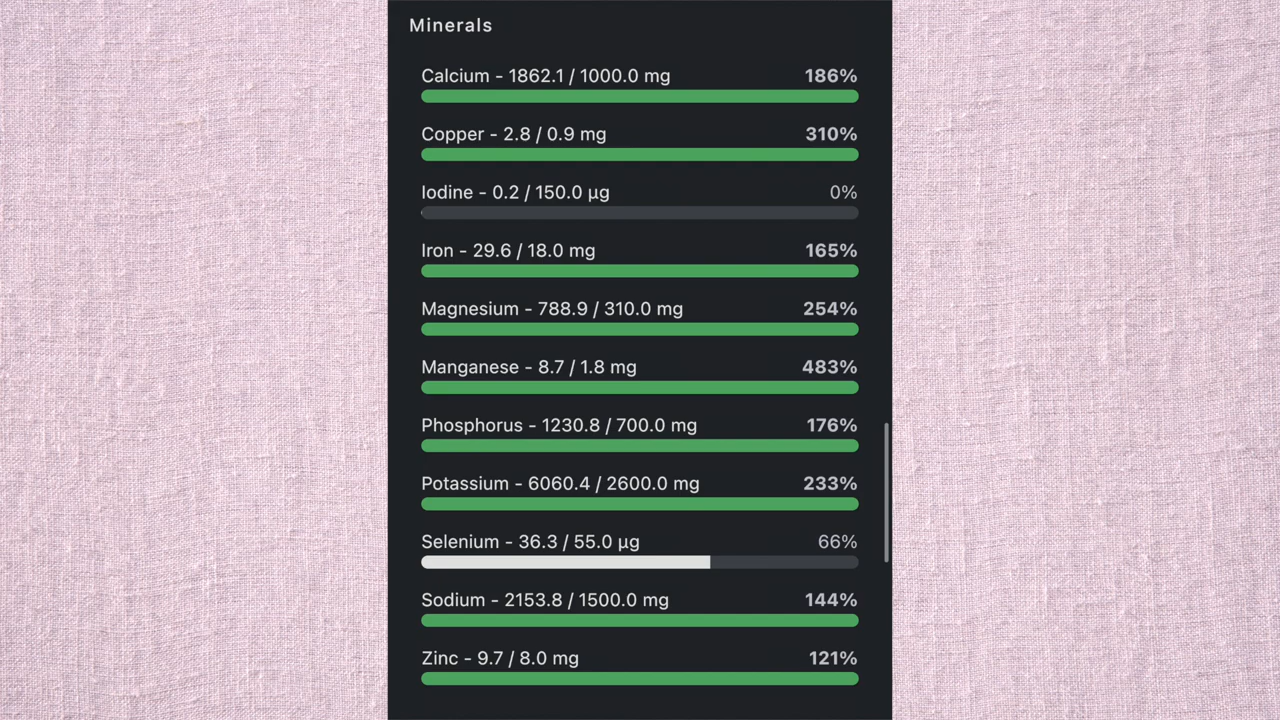 Minerals
Calcium - 1862.1 / 1000.0 mg 186%
Copper - 2.8 / 0.9 mg 310%
Iodine - 0.2 / 150.0 µg 0%
Iron - 29.6 / 18.0 mg 165%
Magnesium - 788.9 / 310.0 mg 254%
Manganese - 8.7 / 1.8 mg 483%
Phosphorus - 1230.8 / 700.0 mg 176%
Potassium - 6060.4 / 2600.0 mg 233%
Selenium - 36.3 / 55.0 µg 66%
Sodium - 2153.8 / 1500.0 mg 144%
Zinc - 9.7 / 8.0 mg 121%